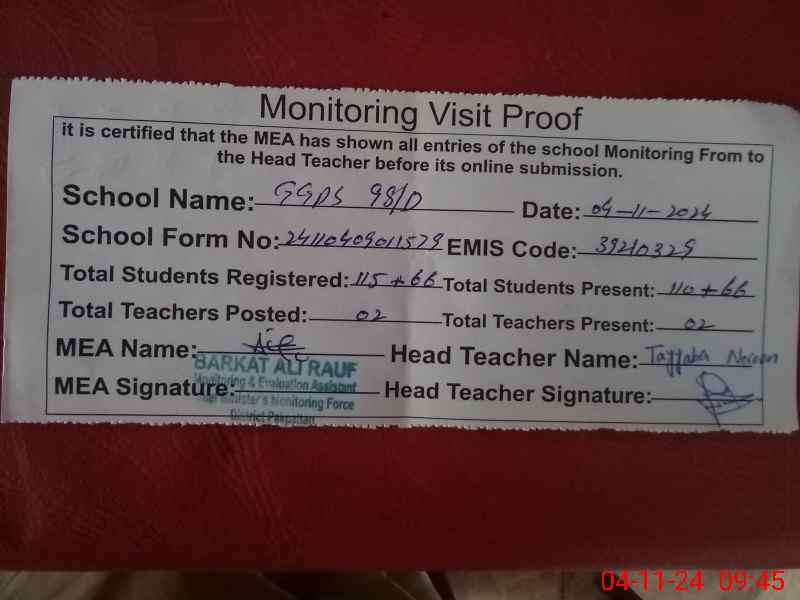 Monitoring Visit Proof
it is certified that the MEA has shown all entries of the school Monitoring From to
the Head Teacher before its online submission.
School Name: GGPS 98/D Date: 04-11-2024
School Form No: 24110409011579 EMIS Code: 39210329
Total Students Registered: 115+66 Total Students Present: 110+66
Total Teachers Posted: 02 Total Teachers Present: 02
MEA Name: Head Teacher Name: Tayyaba Noreen
BARKAT ALI RAUF
Monitoring & Evaluation Assistant
MEA Signature: Head Teacher Signature:
Minister's Monitoring Force
District Pakpattan
04-11-24 09:45